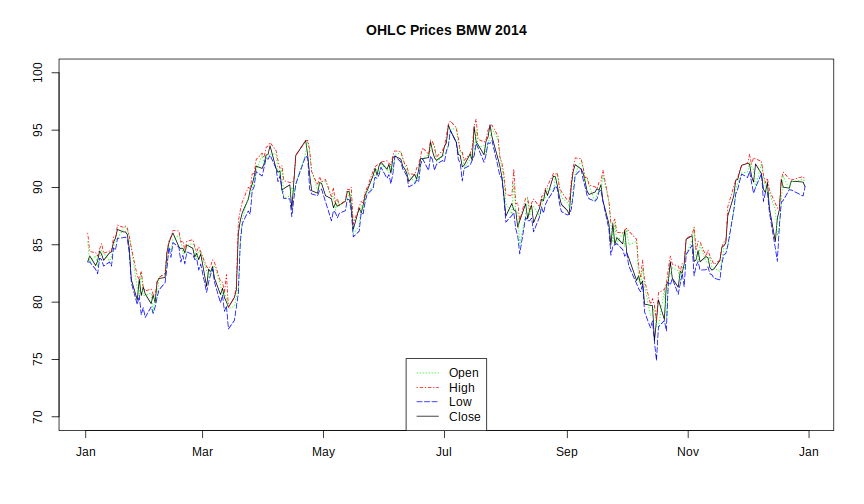 OHLC Prices BMW 2014
100
95
90
85
80
75
70
Open
High
Low
Close
Jan Mar May Jul Sep Nov Jan